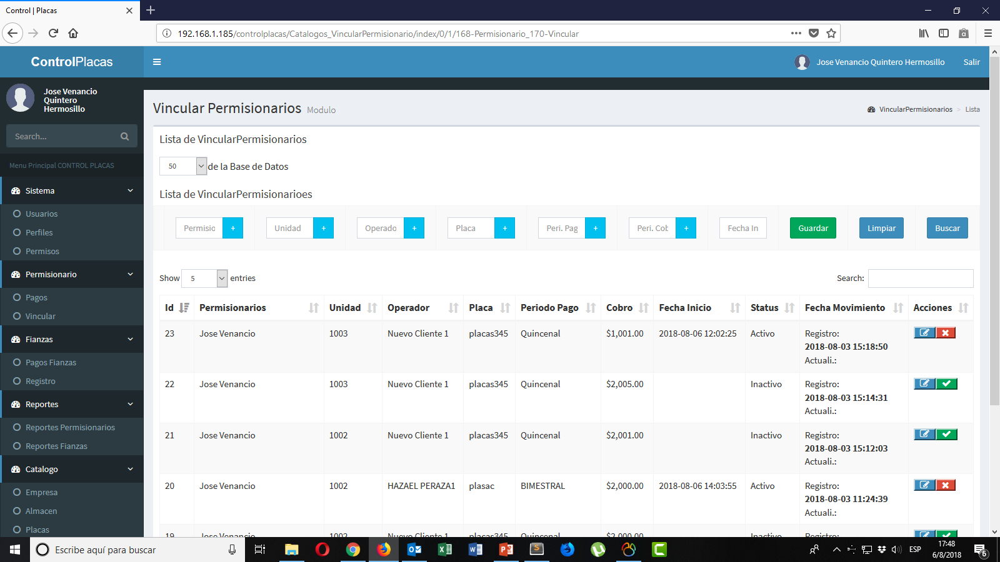 Control | Placas
192.168.1.185/controlplacas/Catalogos_VincularPermisionario/index/0/1/168-Permisionario_170-Vincular
ControlPlacas
Jose Venancio Quintero Hermosillo
Salir
Jose Venancio
Quintero
Hermosillo
Search...
Menu Principal CONTROL PLACAS
Sistema
Usuarios
Perfiles
Permisos
Permisionario
Pagos
Vincular
Fianzas
Pagos Fianzas
Registro
Reportes
Reportes Permisionarios
Reportes Fianzas
Catalogo
Empresa
Almacen
Placas
Vincular Permisionarios Modulo
VincularPermisionarios > Lista
Lista de VincularPermisionarios
50 de la Base de Datos
Lista de VincularPermisionarioes
Permisio + Unidad + Operado + Placa + Peri. Pag + Peri. Cob + Fecha In Guardar Limpiar Buscar
Show 5 entries
Search:
Id Permisionarios Unidad Operador Placa Periodo Pago Cobro Fecha Inicio Status Fecha Movimiento Acciones
23 Jose Venancio 1003 Nuevo Cliente 1 placas345 Quincenal $1,001.00 2018-08-06 12:02:25 Activo Registro:
2018-08-03 15:18:50
Actuali.:
22 Jose Venancio 1003 Nuevo Cliente 1 placas345 Quincenal $2,005.00 Inactivo Registro:
2018-08-03 15:14:31
Actuali.:
21 Jose Venancio 1002 Nuevo Cliente 1 placas345 Quincenal $2,001.00 Inactivo Registro:
2018-08-03 15:12:03
Actuali.:
20 Jose Venancio 1002 HAZAEL PERAZA1 plasac BIMESTRAL $2,000.00 2018-08-06 14:03:55 Activo Registro:
2018-08-03 11:24:39
Actuali.:
19 Jose Venancio 1002 Nuevo Cliente 1 placas345 Quincenal $2,000.00 Inactivo Registro:
Escribe aquí para buscar
ESP
17:48
6/8/2018
6